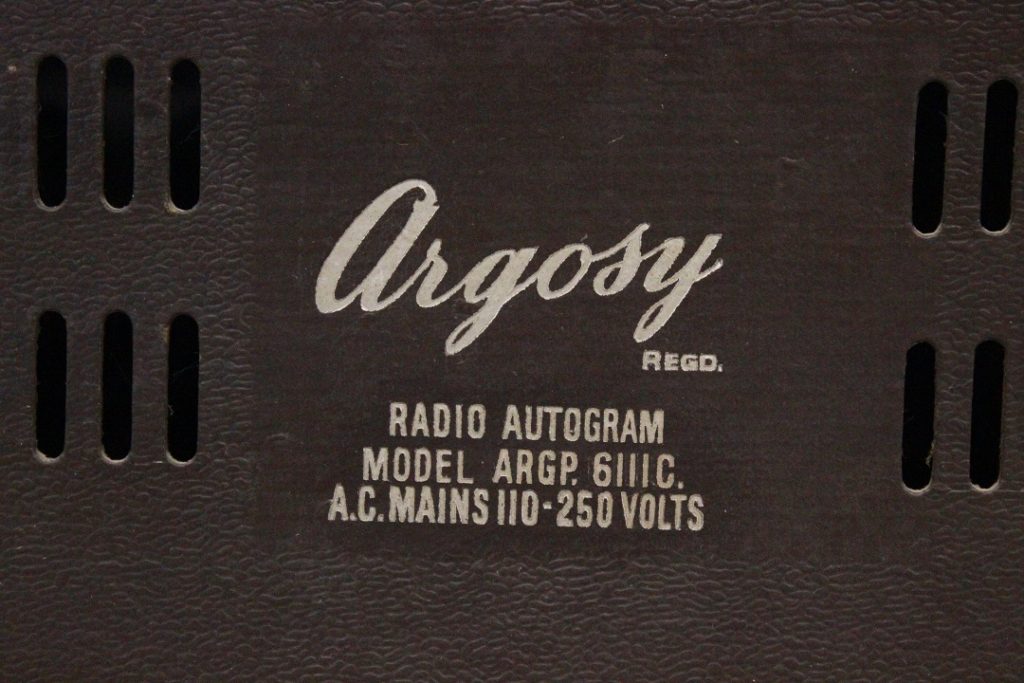 Argosy
REGD.
RADIO AUTOGRAM
MODEL ARGP. 6111C.
A.C. MAINS 110-250 VOLTS